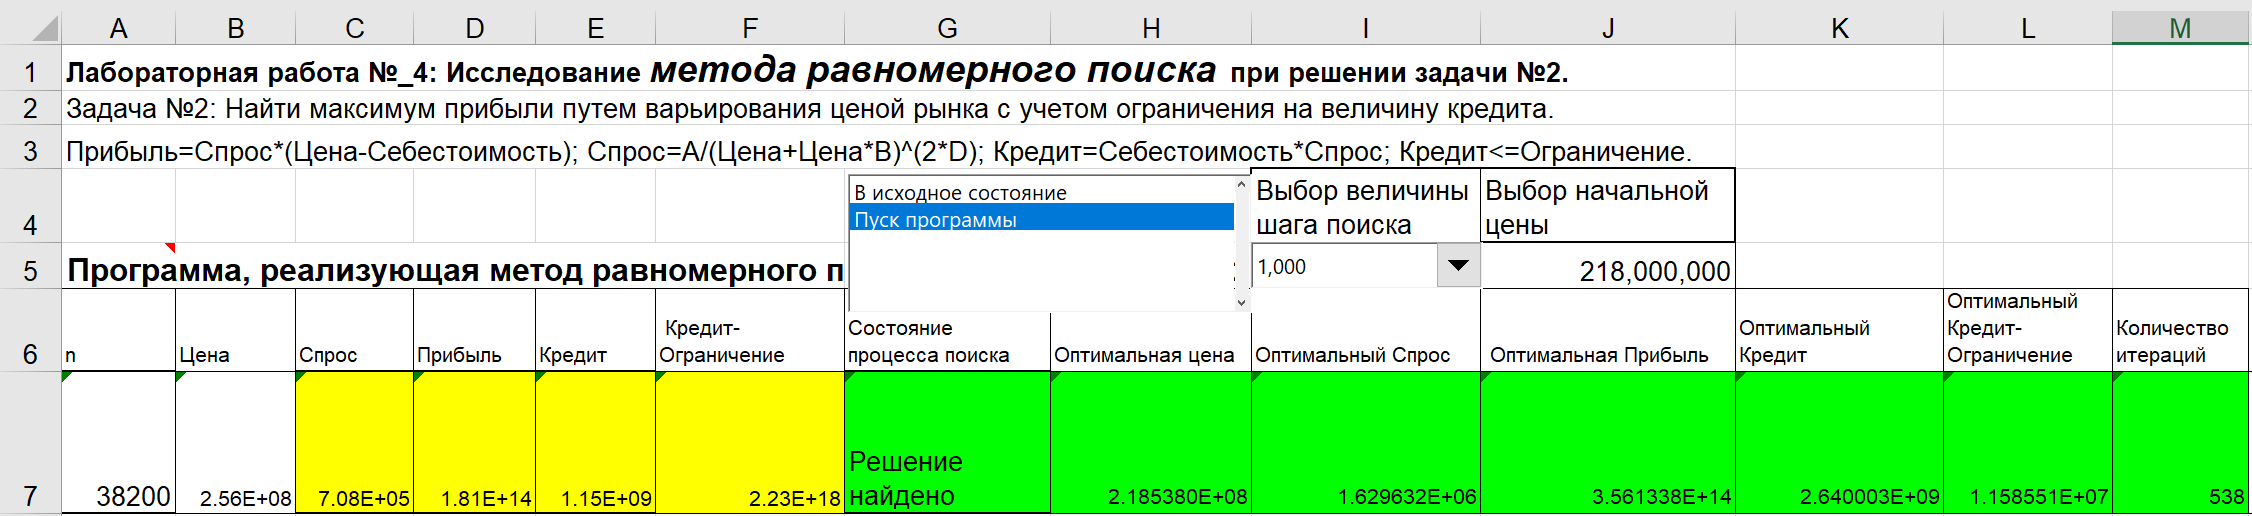 A B C D E F G H I J K L M
1 Лабораторная работа №_4: Исследование метода равномерного поиска при решении задачи №2.
2 Задача №2: Найти максимум прибыли путем варьирования ценой рынка с учетом ограничения на величину кредита.
3 Прибыль=Спрос*(Цена-Себестоимость); Спрос=A/(Цена+Цена*B)^(2*D); Кредит=Себестоимость*Спрос; Кредит<=Ограничение.
В исходное состояние
Пуск программы
4 Выбор величины шага поиска
Выбор начальной цены
5 Программа, реализующая метод равномерного п
1,000
218,000,000
6 n Цена Спрос Прибыль Кредит
Кредит-
Ограничение
Состояние
процесса поиска
Оптимальная цена Оптимальный Спрос Оптимальная Прибыль
Оптимальный
Кредит
Оптимальный
Кредит-
Ограничение
Количество
итераций
7 38200 2.56E+08 7.08E+05 1.81E+14 1.15E+09 2.23E+18
Решение
найдено
2.185380E+08 1.629632E+06 3.561338E+14 2.640003E+09 1.158551E+07 538